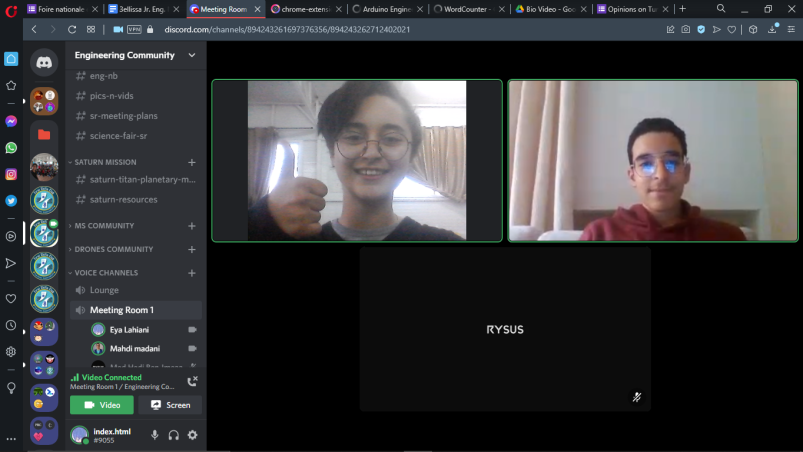 Foire nationale
Bellissa Jr. Eng.
Meeting Room
chrome-extensi
Arduino Engine
WordCounter -
Bio Video - Goo
Opinions on Tu
VPN
discord.com/channels/894243261697376356/894243262712402021
Engineering Community
eng-nb
pics-n-vids
sr-meeting-plans
science-fair-sr
SATURN MISSION
saturn-titan-planetary-m...
saturn-resources
MS COMMUNITY
DRONES COMMUNITY
VOICE CHANNELS
Lounge
Meeting Room 1
Eya Lahiani
Mahdi madani
Video Connected
Meeting Room 1 / Engineering Co...
Video
Screen
index.html
#9055
RYSUS